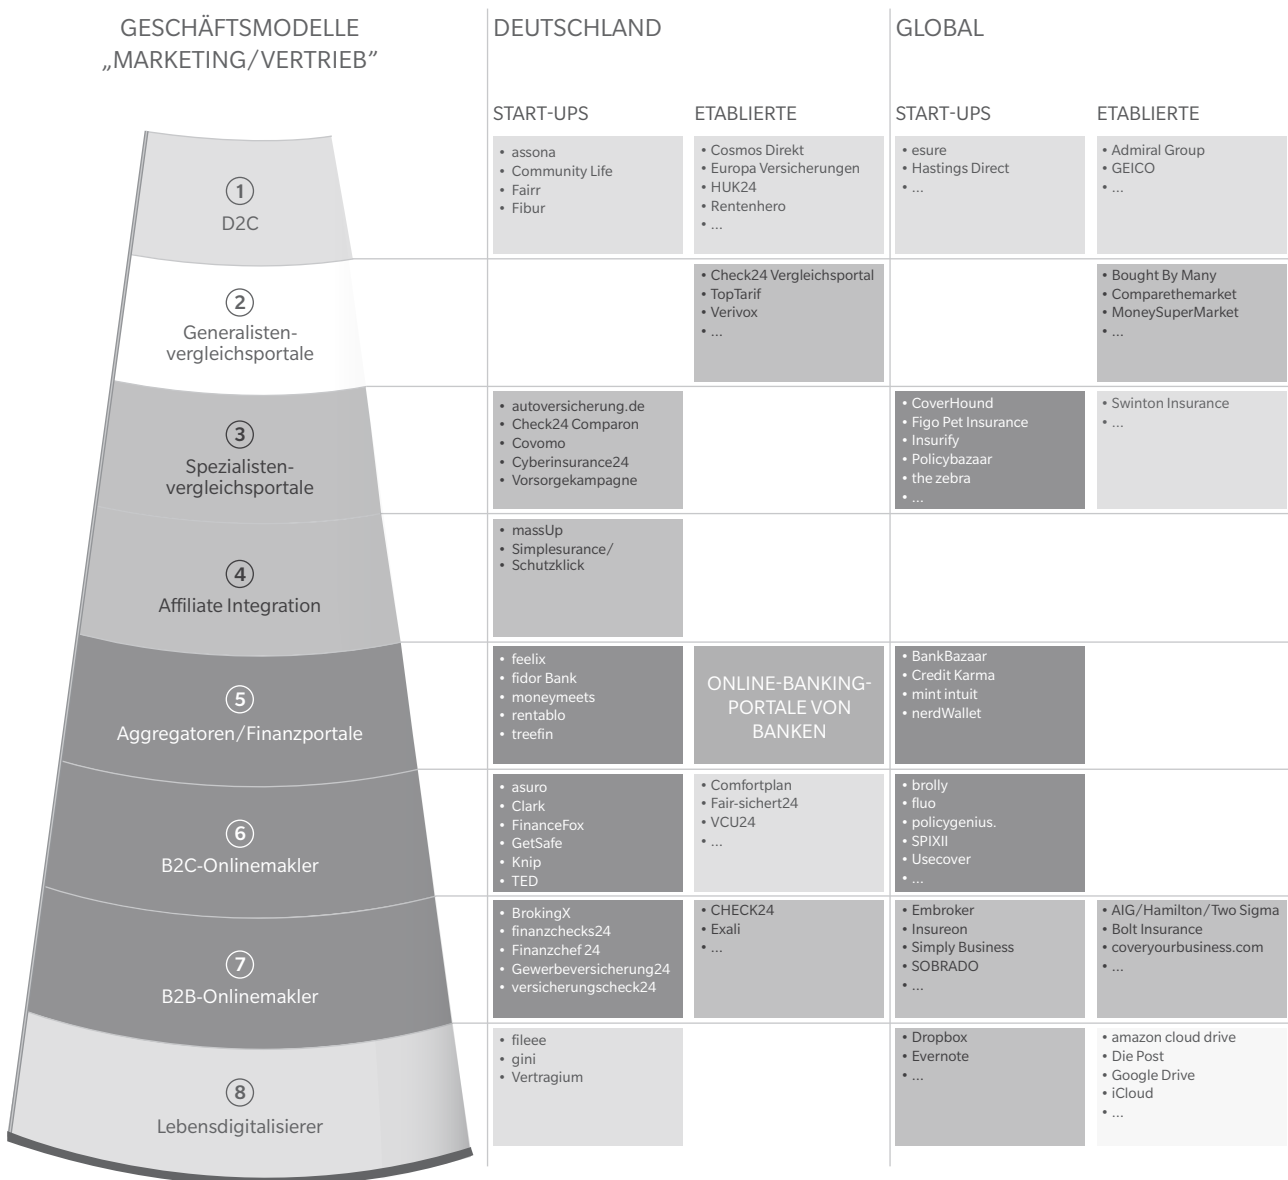 GESCHÄFTSMODELLE
„MARKETING/VERTRIEB”
DEUTSCHLAND
GLOBAL
START-UPS
ETABLIERTE
START-UPS
ETABLIERTE
1
D2C
• assona
• Community Life
• Fairr
• Fibur
• Cosmos Direkt
• Europa Versicherungen
• HUK24
• Rentenhero
• ...
• esure
• Hastings Direct
• ...
• Admiral Group
• GEICO
• ...
2
Generalisten-
vergleichsportale
• Check24 Vergleichsportal
• TopTarif
• Verivox
• ...
• Bought By Many
• Comparethemarket
• MoneySuperMarket
• ...
3
Spezialisten-
vergleichsportale
• autoversicherung.de
• Check24 Comparon
• Covomo
• Cyberinsurance24
• Vorsorgekampagne
• CoverHound
• Figo Pet Insurance
• Insurify
• Policybazaar
• the zebra
• ...
• Swinton Insurance
• ...
4
Affiliate Integration
• massUp
• Simplesurance/
• Schutzklick
5
Aggregatoren/Finanzportale
• feelix
• fidor Bank
• moneymeets
• rentablo
• treefin
ONLINE-BANKING-
PORTALE VON
BANKEN
• BankBazaar
• Credit Karma
• mint intuit
• nerdWallet
6
B2C-Onlinemakler
• asuro
• Clark
• FinanceFox
• GetSafe
• Knip
• TED
• Comfortplan
• Fair-sichert24
• VCU24
• ...
• brolly
• fluo
• policygenius.
• SPIXII
• Usecover
• ...
7
B2B-Onlinemakler
• BrokingX
• finanzchecks24
• Finanzchef 24
• Gewerbeversicherung24
• versicherungscheck24
• CHECK24
• Exali
• ...
• Embroker
• Insureon
• Simply Business
• SOBRADO
• ...
• AIG/Hamilton/Two Sigma
• Bolt Insurance
• coveryourbusiness.com
• ...
8
Lebensdigitalisierer
• fileee
• gini
• Vertragium
• Dropbox
• Evernote
• ...
• amazon cloud drive
• Die Post
• Google Drive
• iCloud
• ...